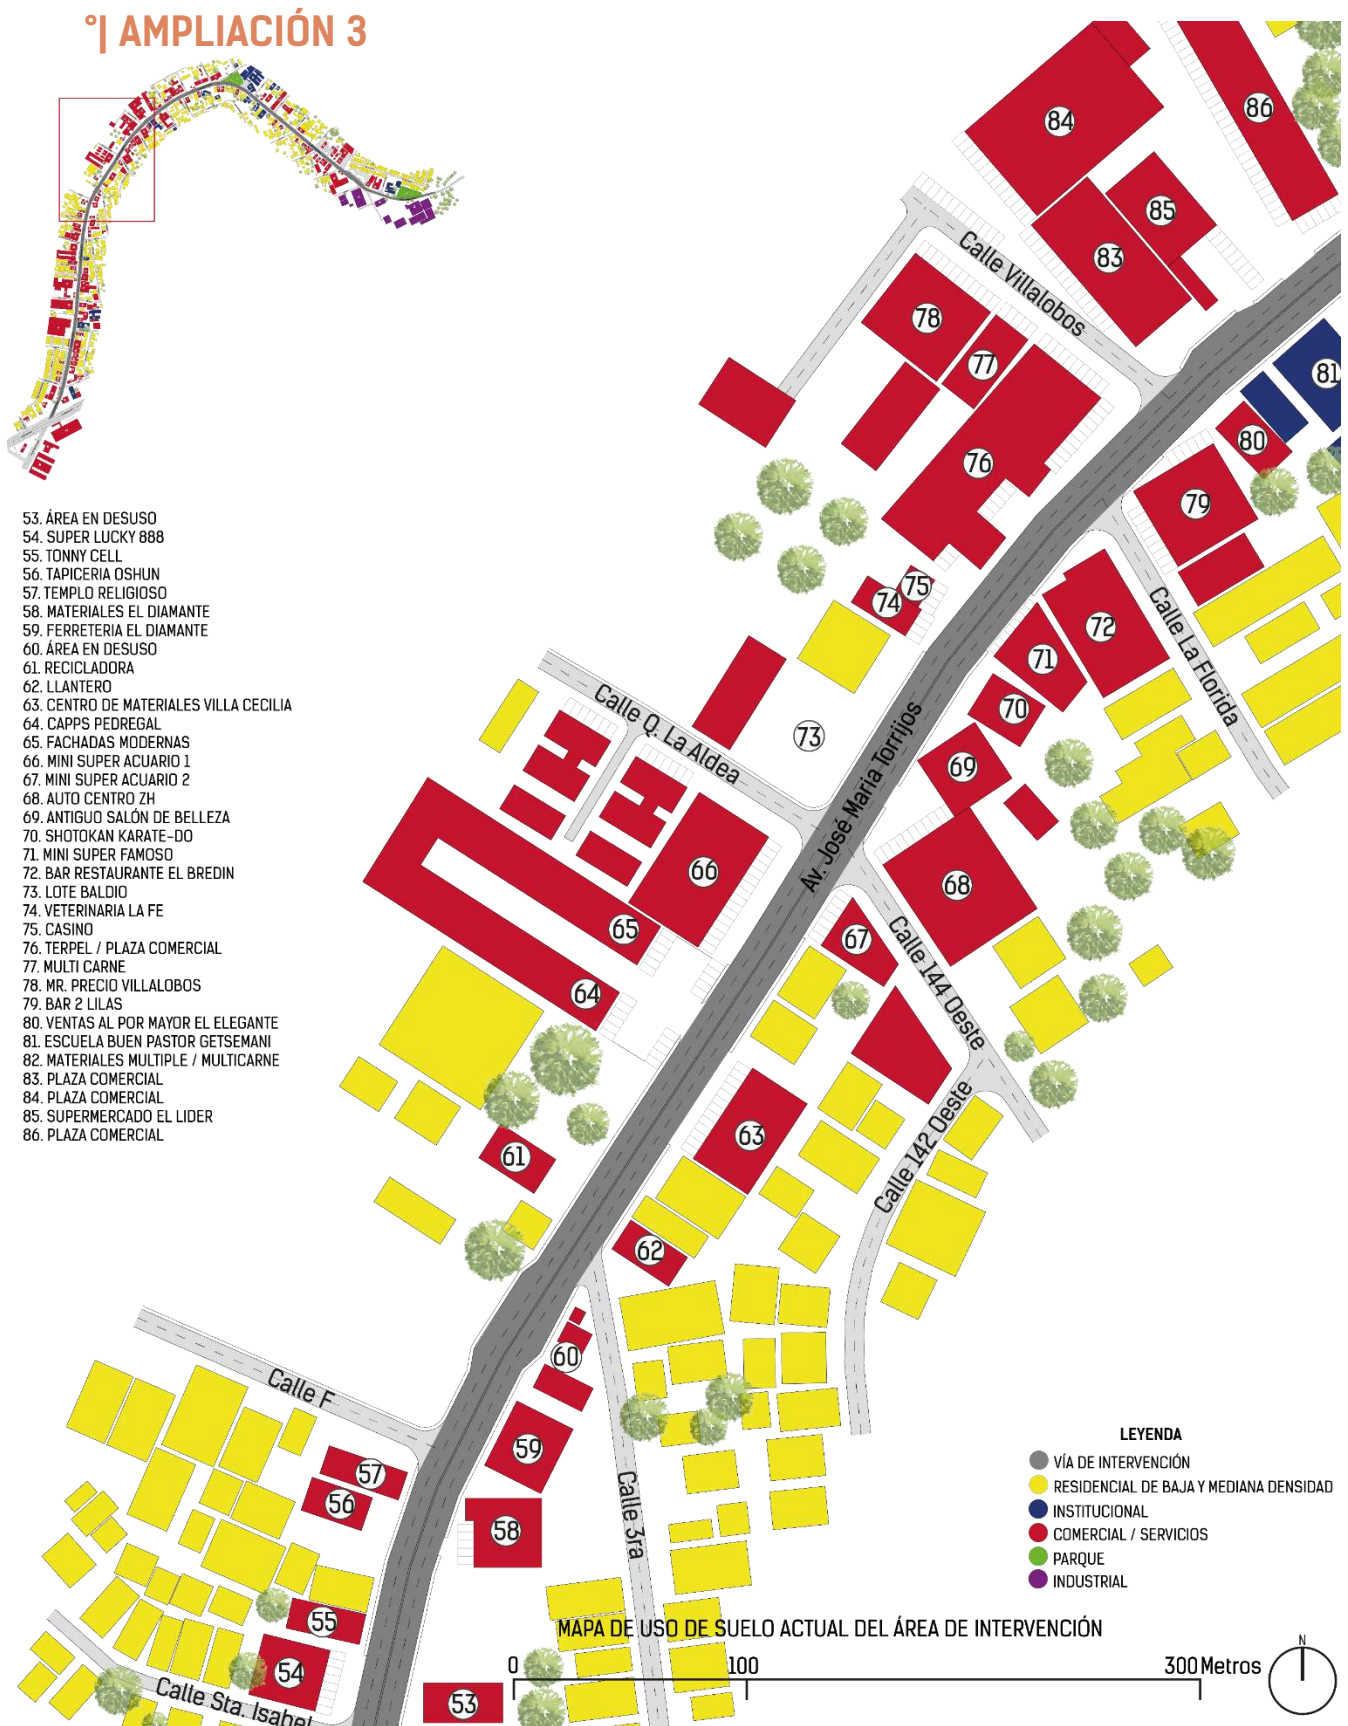 °| AMPLIACIÓN 3
53. ÁREA EN DESUSO
54. SUPER LUCKY 888
55. TONNY CELL
56. TAPICERIA OSHUN
57. TEMPLO RELIGIOSO
58. MATERIALES EL DIAMANTE
59. FERRETERIA EL DIAMANTE
60. ÁREA EN DESUSO
61. RECICLADORA
62. LLANTERO
63. CENTRO DE MATERIALES VILLA CECILIA
64. CAPPS PEDREGAL
65. FACHADAS MODERNAS
66. MINI SUPER ACUARIO 1
67. MINI SUPER ACUARIO 2
68. AUTO CENTRO ZH
69. ANTIGUO SALÓN DE BELLEZA
70. SHOTOKAN KARATE-DO
71. MINI SUPER FAMOSO
72. BAR RESTAURANTE EL BREDIN
73. LOTE BALDIO
74. VETERINARIA LA FE
75. CASINO
76. TERPEL / PLAZA COMERCIAL
77. MULTI CARNE
78. MR. PRECIO VILLALOBOS
79. BAR 2 LILAS
80. VENTAS AL POR MAYOR EL ELEGANTE
81. ESCUELA BUEN PASTOR GETSEMANI
82. MATERIALES MULTIPLE / MULTICARNE
83. PLAZA COMERCIAL
84. PLAZA COMERCIAL
85. SUPERMERCADO EL LIDER
86. PLAZA COMERCIAL
84
86
85
83
Calle Villalobos
78
77
81
80
76
79
75
74
72
Calle La Florida
71
70
Calle Q. La Aldea
73
69
Av. José María Torrijos
66
68
65
67
Calle 144 Oeste
64
63
61
Calle 142 Oeste
62
60
Calle F
59
57
56
58
Calle 3ra
55
54
Calle Sta. Isabel
53
LEYENDA
VÍA DE INTERVENCIÓN
RESIDENCIAL DE BAJA Y MEDIANA DENSIDAD
INSTITUCIONAL
COMERCIAL / SERVICIOS
PARQUE
INDUSTRIAL
MAPA DE USO DE SUELO ACTUAL DEL ÁREA DE INTERVENCIÓN
0 100 300 Metros
N